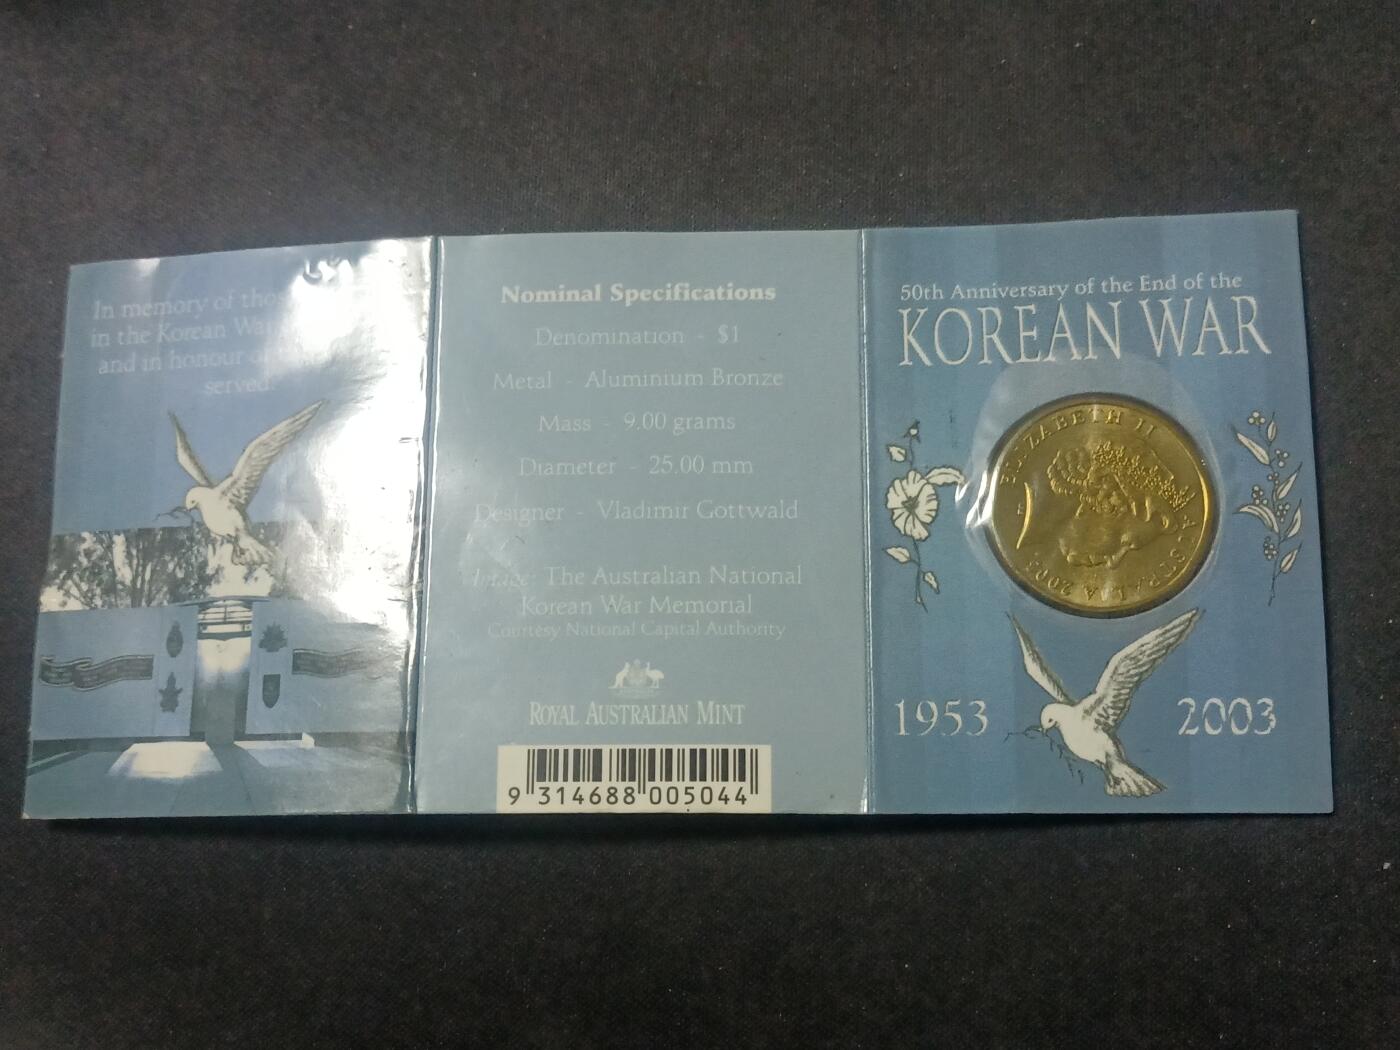 In memory of
in the Korean War
and in honour of
served.
Nominal Specifications
Denomination - $1
Metal - Aluminium Bronze
Mass - 9.00 grams
Diameter - 25.00 mm
Designer - Vladimir Gottwald
Image: The Australian National
Korean War Memorial
Courtesy National Capital Authority
ROYAL AUSTRALIAN MINT
9 314688 005044
50th Anniversary of the End of the
KOREAN WAR
ELIZABETH II
AUSTRALIA 2003
1953
2003